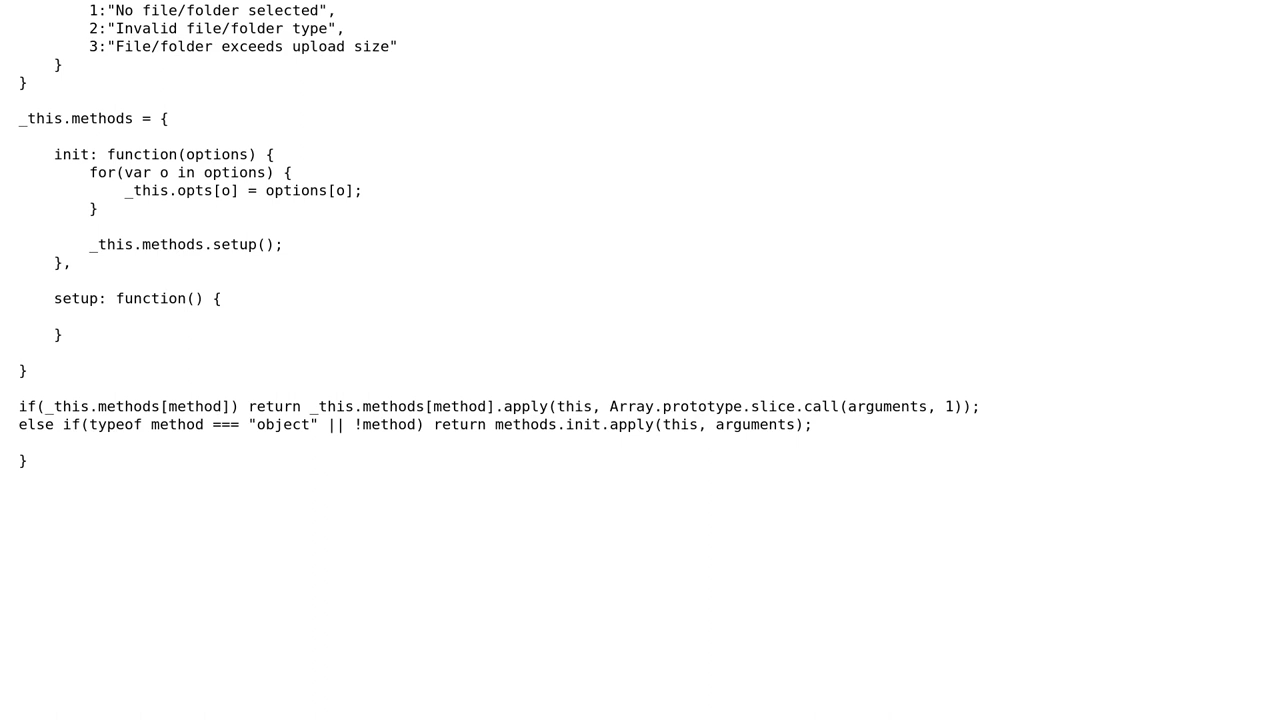 1:"No file/folder selected",
2:"Invalid file/folder type",
3:"File/folder exceeds upload size"
}
}
_this.methods = {
init: function(options) {
for(var o in options) {
_this.opts[o] = options[o];
}
_this.methods.setup();
},
setup: function() {
}
}
if(_this.methods[method]) return _this.methods[method].apply(this, Array.prototype.slice.call(arguments, 1));
else if(typeof method === "object" || !method) return methods.init.apply(this, arguments);
}